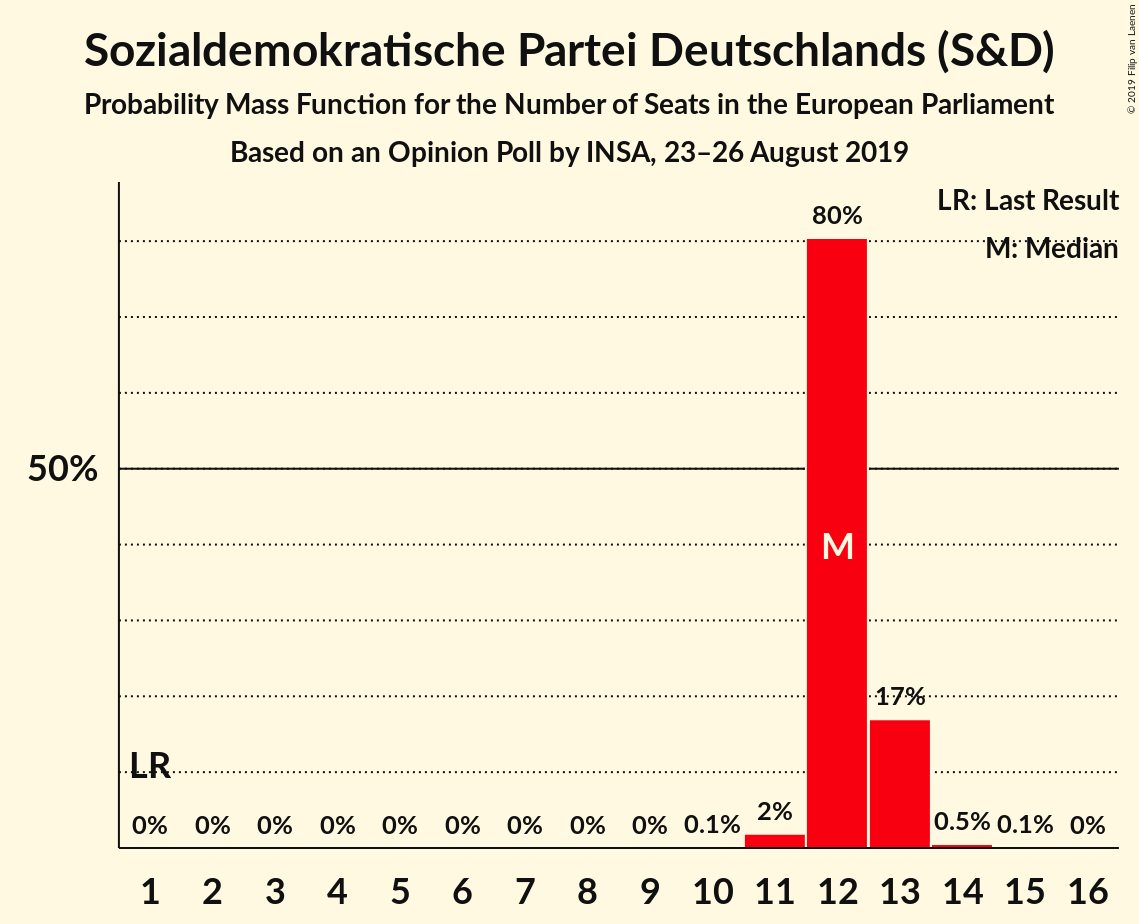 Sozialdemokratische Partei Deutschlands (S&D)
Probability Mass Function for the Number of Seats in the European Parliament
Based on an Opinion Poll by INSA, 23–26 August 2019
© 2019 Filip van Laenen
LR: Last Result
M: Median
80%
50%
M
17%
LR
0% 0% 0% 0% 0% 0% 0% 0% 0% 0.1% 2% 0.5% 0.1% 0%
1 2 3 4 5 6 7 8 9 10 11 12 13 14 15 16